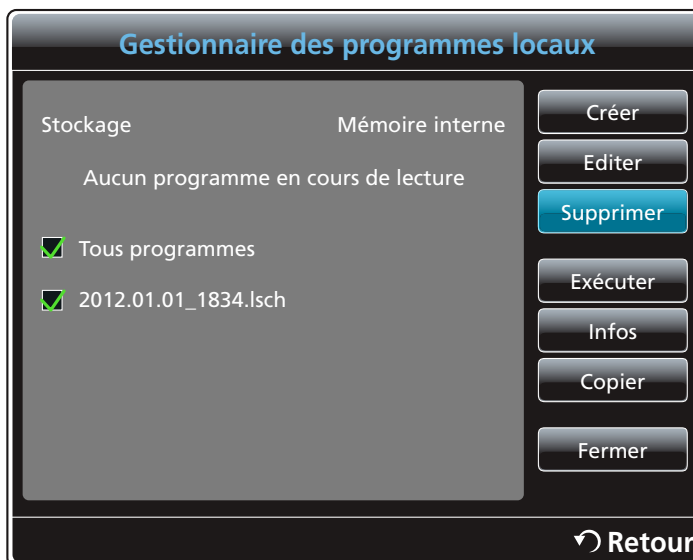 Gestionnaire des programmes locaux
Stockage Mémoire interne
Aucun programme en cours de lecture
Tous programmes
2012.01.01_1834.lsch
Créer
Editer
Supprimer
Exécuter
Infos
Copier
Fermer
Retour